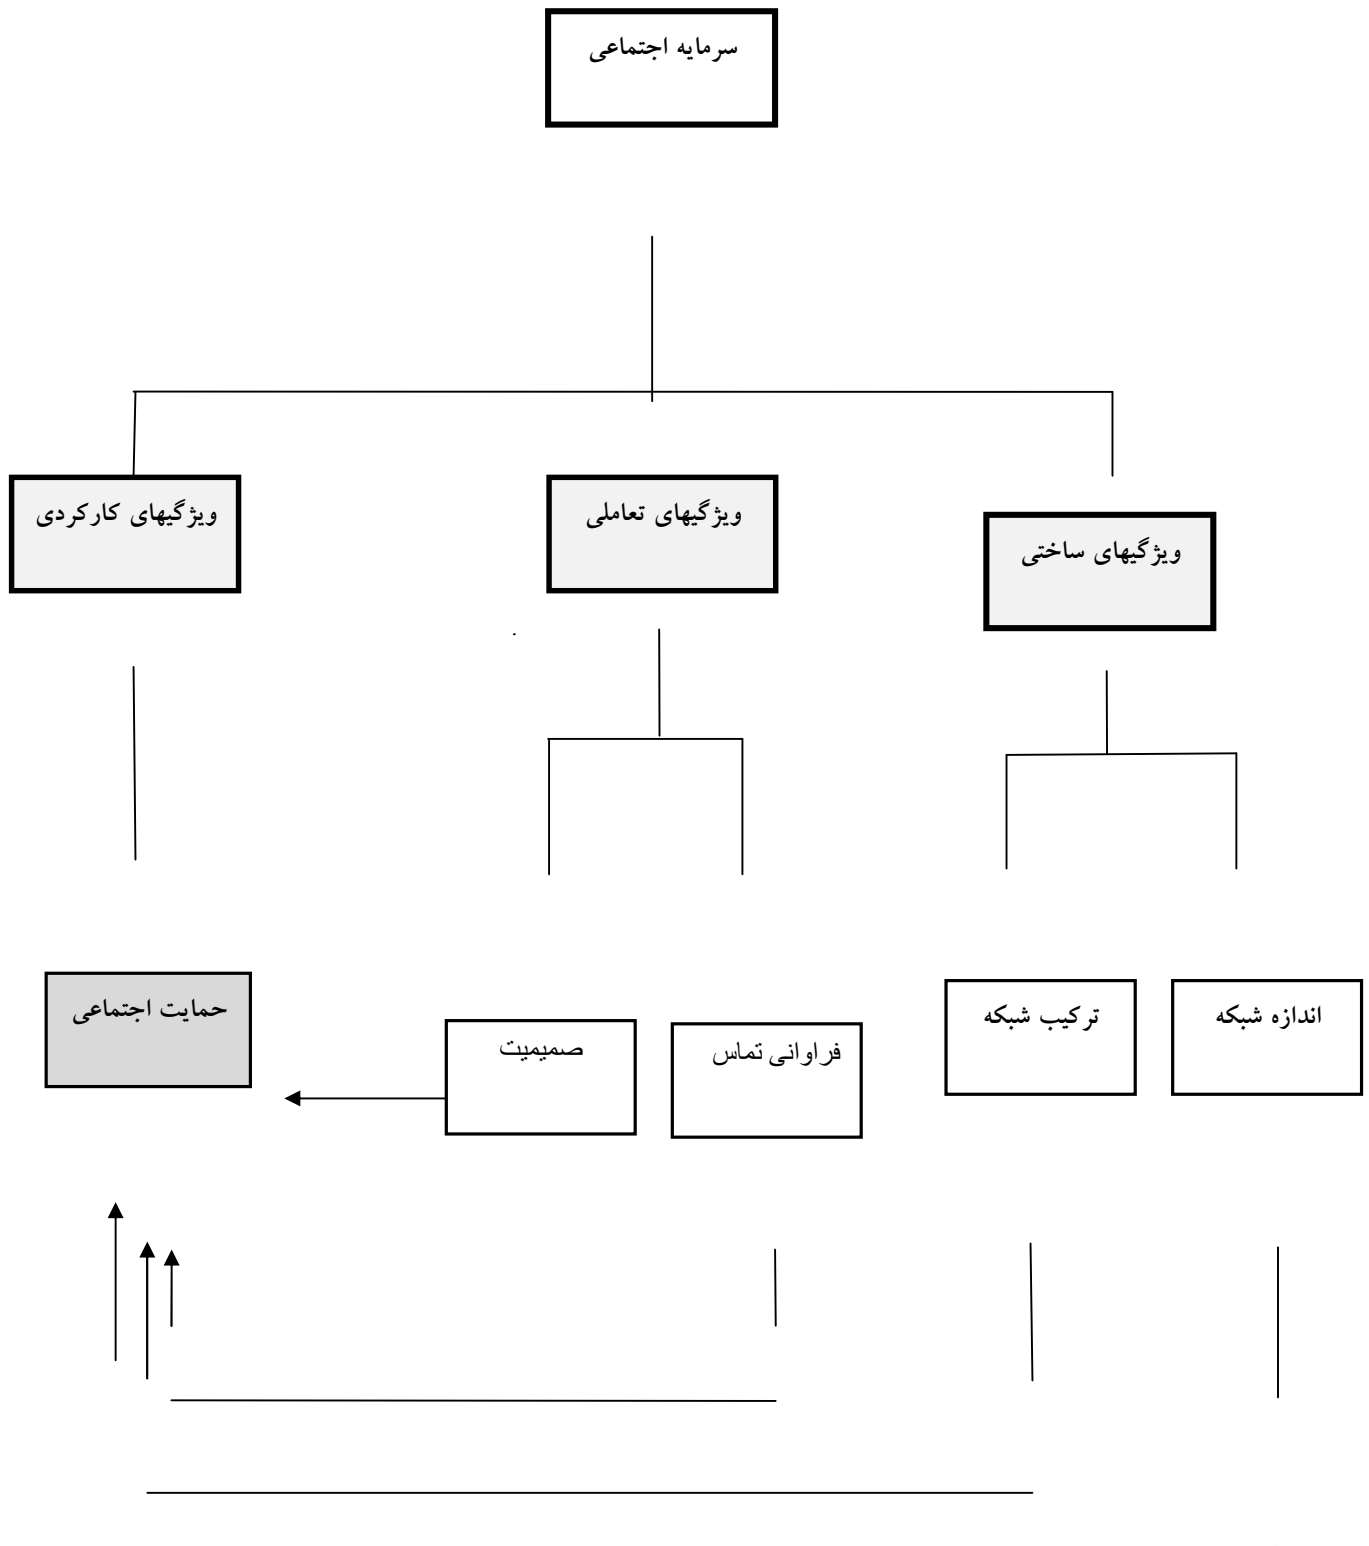 سرمایه اجتماعی
ویژگیهای ساختی
ویژگیهای تعاملی
ویژگیهای کارکردی
اندازه شبکه
ترکیب شبکه
فراوانی تماس
صمیمیت
حمایت اجتماعی